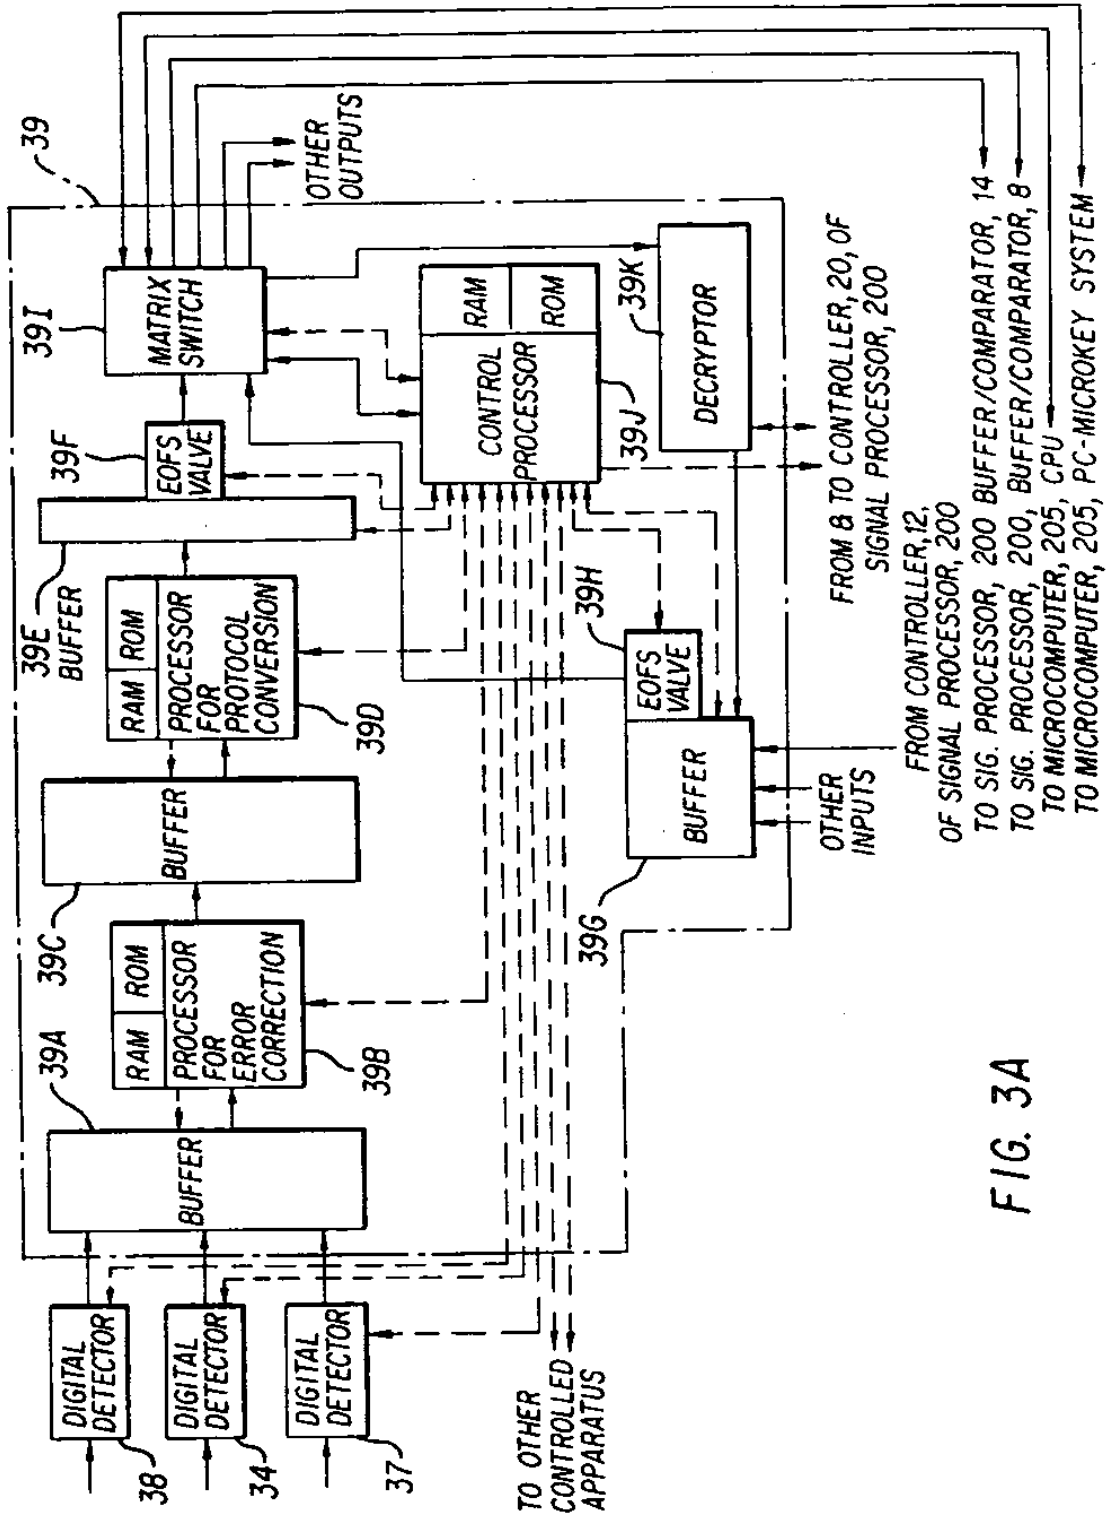 39
38
DIGITAL
DETECTOR
34
DIGITAL
DETECTOR
37
DIGITAL
DETECTOR
39A
BUFFER
RAM
ROM
PROCESSOR
FOR
ERROR
CORRECTION
39B
39C
BUFFER
RAM
ROM
PROCESSOR
FOR
PROTOCOL
CONVERSION
39D
39E
BUFFER
39F
EOFS
VALVE
39I
MATRIX
SWITCH
OTHER
OUTPUTS
CONTROL
PROCESSOR
RAM
ROM
39J
39K
DECRYPTOR
39H
EOFS
VALVE
BUFFER
39G
OTHER
INPUTS
TO OTHER
CONTROLLED
APPARATUS
FROM & TO CONTROLLER, 20, OF
SIGNAL PROCESSOR, 200
FROM CONTROLLER, 12,
OF SIGNAL PROCESSOR, 200
TO SIG. PROCESSOR, 200 BUFFER/COMPARATOR, 14
TO SIG. PROCESSOR, 200, BUFFER/COMPARATOR, 8
TO MICROCOMPUTER, 205, CPU
TO MICROCOMPUTER, 205, PC-MICROKEY SYSTEM
FIG. 3A